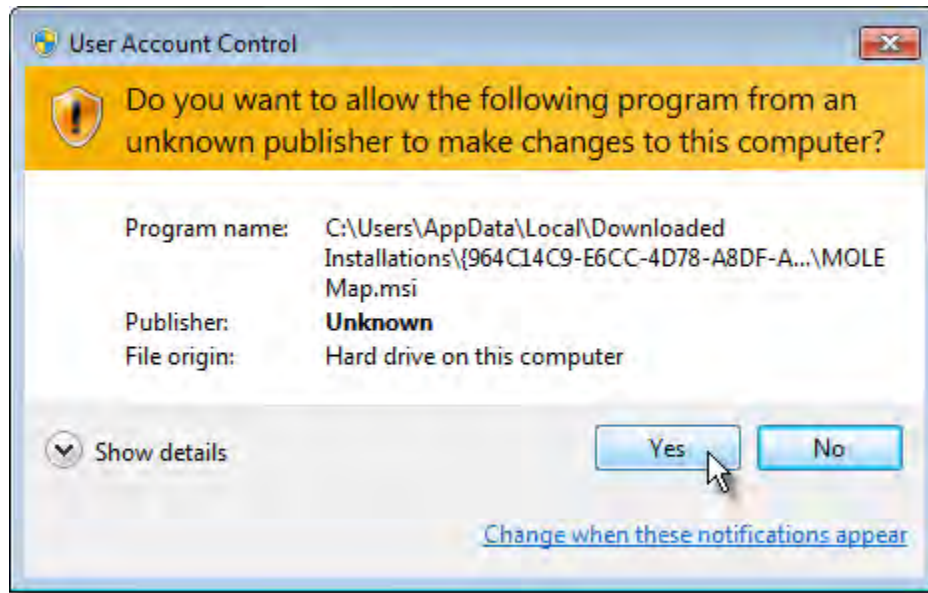 User Account Control
Do you want to allow the following program from an
unknown publisher to make changes to this computer?
Program name: C:\Users\AppData\Local\Downloaded
Installations\{964C14C9-E6CC-4D78-A8DF-A...\MOLE
Map.msi
Publisher: Unknown
File origin: Hard drive on this computer
Show details Yes No
Change when these notifications appear